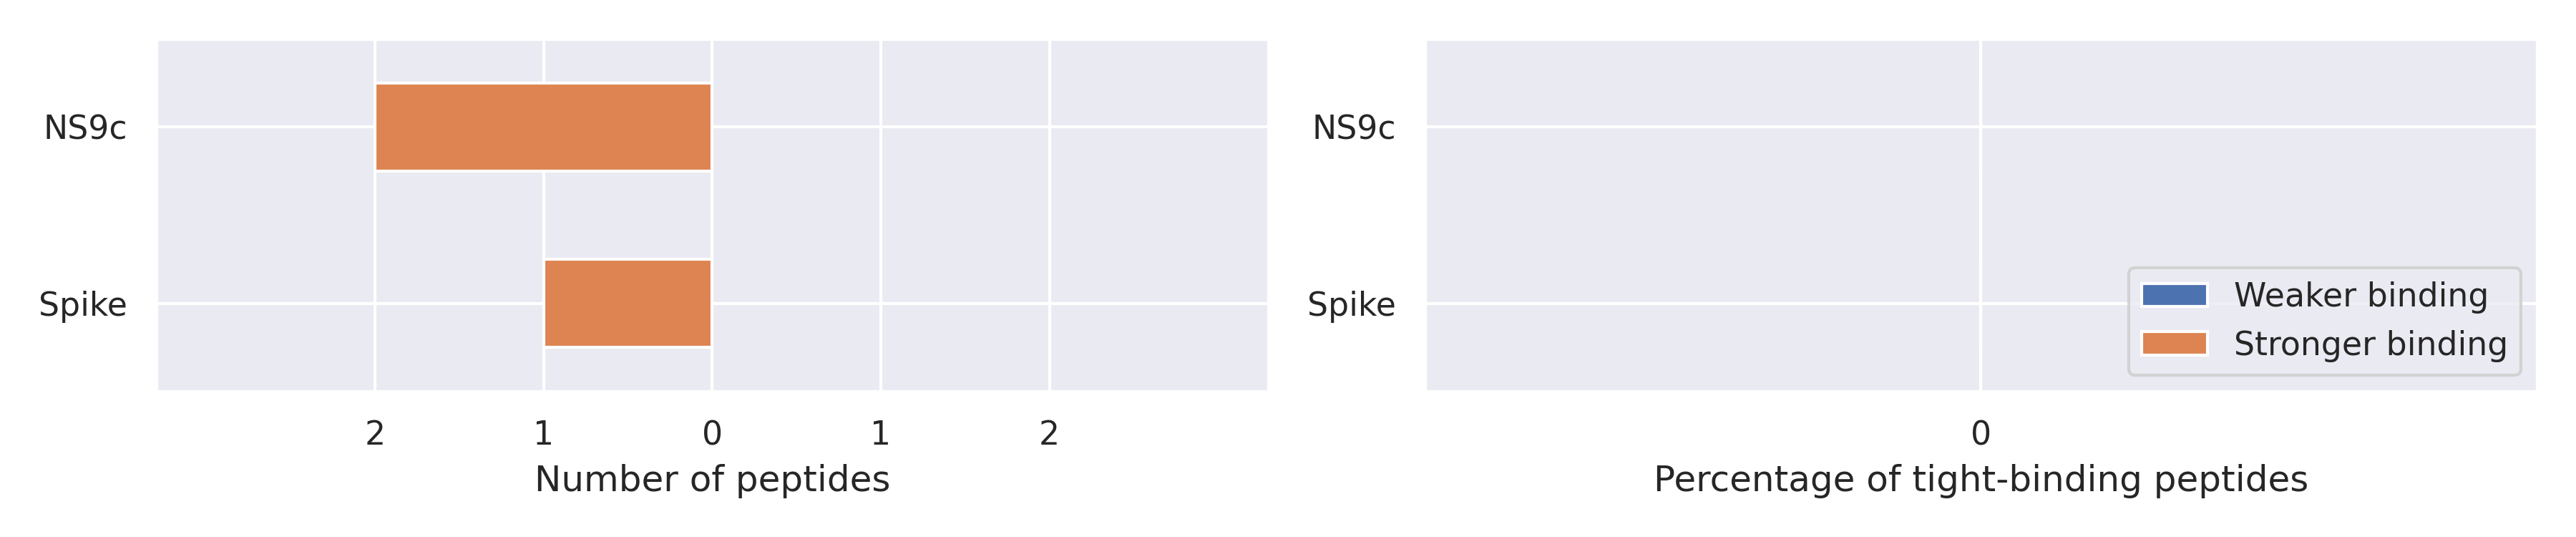 NS9c
Spike
2 1 0 1 2
Number of peptides
NS9c
Spike
Weaker binding
Stronger binding
0
Percentage of tight-binding peptides